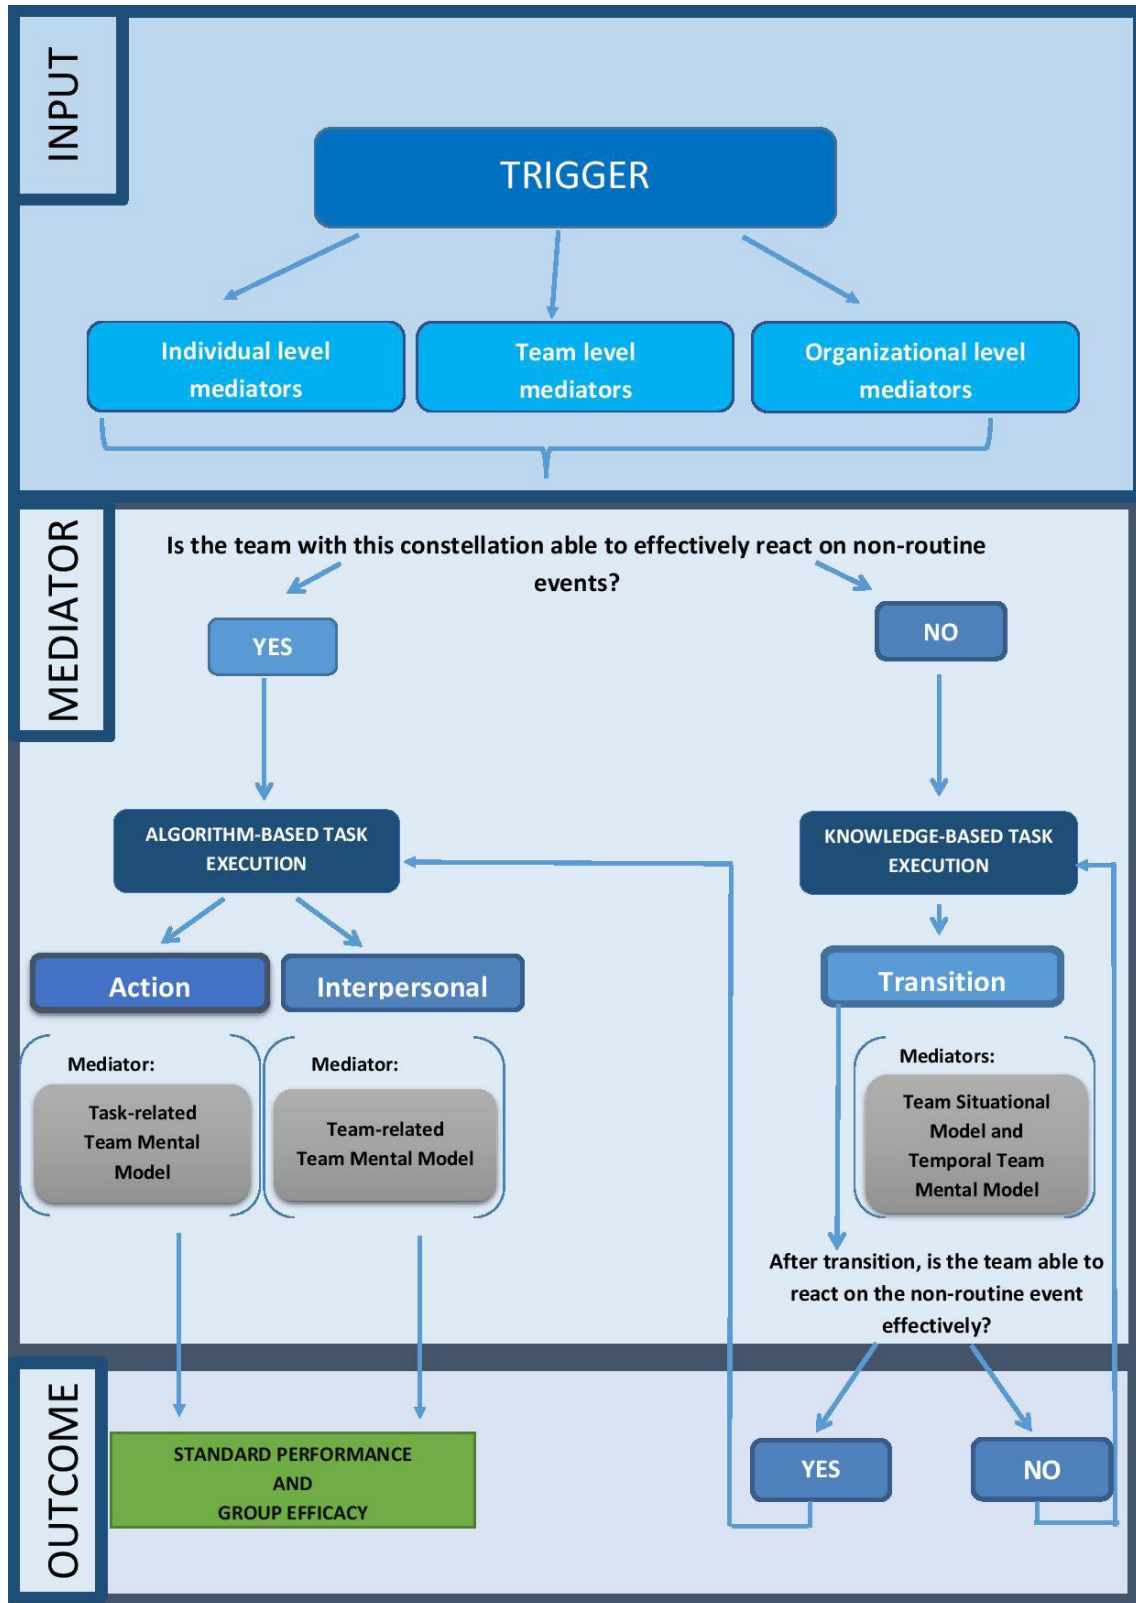 INPUT
TRIGGER
Individual level
mediators
Team level
mediators
Organizational level
mediators
MEDIATOR
Is the team with this constellation able to effectively react on non-routine
events?
YES
NO
ALGORITHM-BASED TASK
EXECUTION
KNOWLEDGE-BASED TASK
EXECUTION
Action
Interpersonal
Transition
Mediator:
Task-related
Team Mental
Model
Mediator:
Team-related
Team Mental Model
Mediators:
Team Situational
Model and
Temporal Team
Mental Model
After transition, is the team able to
react on the non-routine event
effectively?
OUTCOME
STANDARD PERFORMANCE
AND
GROUP EFFICACY
YES
NO